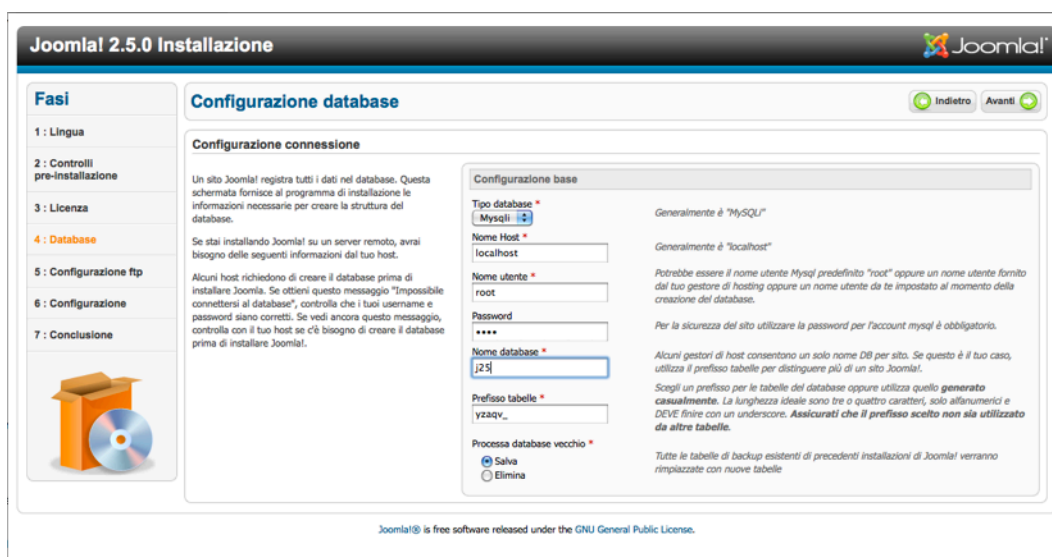 Joomla! 2.5.0 Installazione
Joomla!
Fasi
1 : Lingua
2 : Controlli
pre-installazione
3 : Licenza
4 : Database
5 : Configurazione ftp
6 : Configurazione
7 : Conclusione
Configurazione database
Indietro
Avanti
Configurazione connessione
Un sito Joomla! registra tutti i dati nel database. Questa
schermata fornisce al programma di installazione le
informazioni necessarie per creare la struttura del
database.
Se stai installando Joomla! su un server remoto, avrai
bisogno delle seguenti informazioni dal tuo host.
Alcuni host richiedono di creare il database prima di
installare Joomla. Se ottieni questo messaggio "Impossibile
connettersi al database", controlla che i tuoi username e
password siano corretti. Se vedi ancora questo messaggio,
controlla con il tuo host se c'è bisogno di creare il database
prima di installare Joomla!.
Configurazione base
Tipo database *
Mysqli
Generalmente è "MySQLi"
Nome Host *
localhost
Generalmente è "localhost"
Nome utente *
root
Potrebbe essere il nome utente Mysql predefinito "root" oppure un nome utente fornito
dal tuo gestore di hosting oppure un nome utente da te impostato al momento della
creazione del database.
Password
••••
Per la sicurezza del sito utilizzare la password per l'account mysql è obbligatorio.
Nome database *
j25
Alcuni gestori di host consentono un solo nome DB per sito. Se questo è il tuo caso,
utilizza il prefisso tabelle per distinguere più di un sito Joomla!.
Prefisso tabelle *
yzaqv_
Scegli un prefisso per le tabelle del database oppure utilizza quello generato
casualmente. La lunghezza ideale sono tre o quattro caratteri, solo alfanumerici e
DEVE finire con un underscore. Assicurati che il prefisso scelto non sia utilizzato
da altre tabelle.
Processa database vecchio *
Salva
Elimina
Tutte le tabelle di backup esistenti di precedenti installazioni di Joomla! verranno
rimpiazzate con nuove tabelle
Joomla!® is free software released under the GNU General Public License.